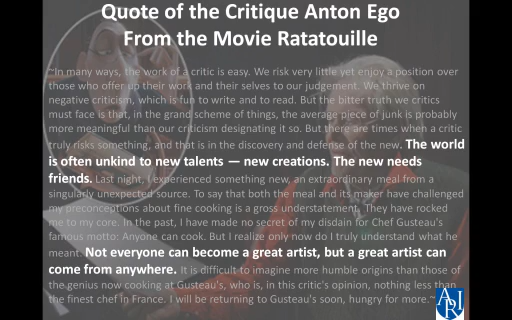 Quote of the Critique Anton Ego
From the Movie Ratatouille
~In many ways, the work of a critic is easy. We risk very little yet enjoy a position over
those who offer up their work and their selves to our judgement. We thrive on
negative criticism, which is fun to write and to read. But the bitter truth we critics
must face is that, in the grand scheme of things, the average piece of junk is probably
more meaningful than our criticism designating it so. But there are times when a critic
truly risks something, and that is in the discovery and defense of the new. The world
is often unkind to new talents — new creations. The new needs
friends. Last night, I experienced something new, an extraordinary meal from a
singularly unexpected source. To say that both the meal and its maker have challenged
my preconceptions about fine cooking is a gross understatement. They have rocked
me to my core. In the past, I have made no secret of my disdain for Chef Gusteau's
famous motto: Anyone can cook. But I realize only now do I truly understand what he
meant. Not everyone can become a great artist, but a great artist can
come from anywhere. It is difficult to imagine more humble origins than those of
the genius now cooking at Gusteau's, who is, in this critic's opinion, nothing less than
the finest chef in France. I will be returning to Gusteau's soon, hungry for more.~